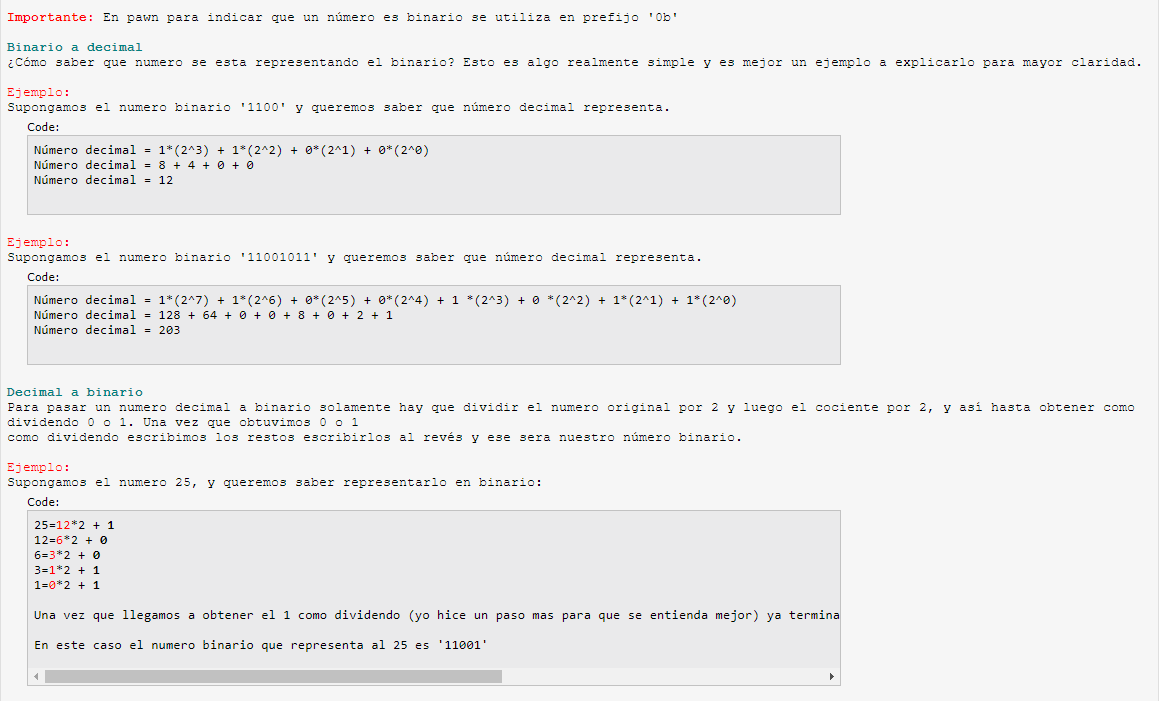 Importante: En pawn para indicar que un número es binario se utiliza en prefijo '0b'
Binario a decimal
¿Cómo saber que numero se esta representando el binario? Esto es algo realmente simple y es mejor un ejemplo a explicarlo para mayor claridad.
Ejemplo:
Supongamos el numero binario '1100' y queremos saber que número decimal representa.
Code:
Número decimal = 1*(2^3) + 1*(2^2) + 0*(2^1) + 0*(2^0)
Número decimal = 8 + 4 + 0 + 0
Número decimal = 12
Ejemplo:
Supongamos el numero binario '11001011' y queremos saber que número decimal representa.
Code:
Número decimal = 1*(2^7) + 1*(2^6) + 0*(2^5) + 0*(2^4) + 1 *(2^3) + 0 *(2^2) + 1*(2^1) + 1*(2^0)
Número decimal = 128 + 64 + 0 + 0 + 8 + 0 + 2 + 1
Número decimal = 203
Decimal a binario
Para pasar un numero decimal a binario solamente hay que dividir el numero original por 2 y luego el cociente por 2, y así hasta obtener como
dividendo 0 o 1. Una vez que obtuvimos 0 o 1
como dividendo escribimos los restos escribirlos al revés y ese sera nuestro número binario.
Ejemplo:
Supongamos el numero 25, y queremos saber representarlo en binario:
Code:
25=12*2 + 1
12=6*2 + 0
6=3*2 + 0
3=1*2 + 1
1=0*2 + 1
Una vez que llegamos a obtener el 1 como dividendo (yo hice un paso mas para que se entienda mejor) ya termina
En este caso el numero binario que representa al 25 es '11001'